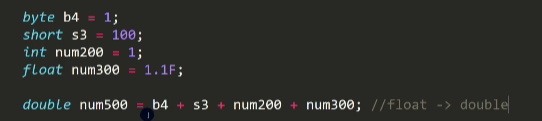 byte b4 = 1;
short s3 = 100;
int num200 = 1;
float num300 = 1.1F;
double num500 = b4 + s3 + num200 + num300; //float -> double